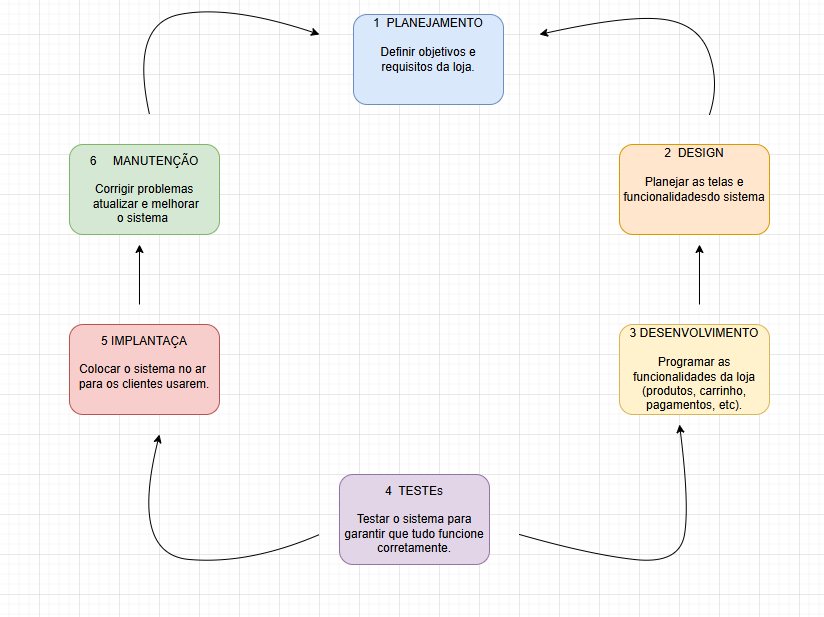 1 PLANEJAMENTO
Definir objetivos e
requisitos da loja.
2 DESIGN
Planejar as telas e
funcionalidadesdo sistema
3 DESENVOLVIMENTO
Programar as
funcionalidades da loja
(produtos, carrinho,
pagamentos, etc).
4 TESTEs
Testar o sistema para
garantir que tudo funcione
corretamente.
5 IMPLANTAÇA
Colocar o sistema no ar
para os clientes usarem.
6 MANUTENÇÃO
Corrigir problemas
atualizar e melhorar
o sistema